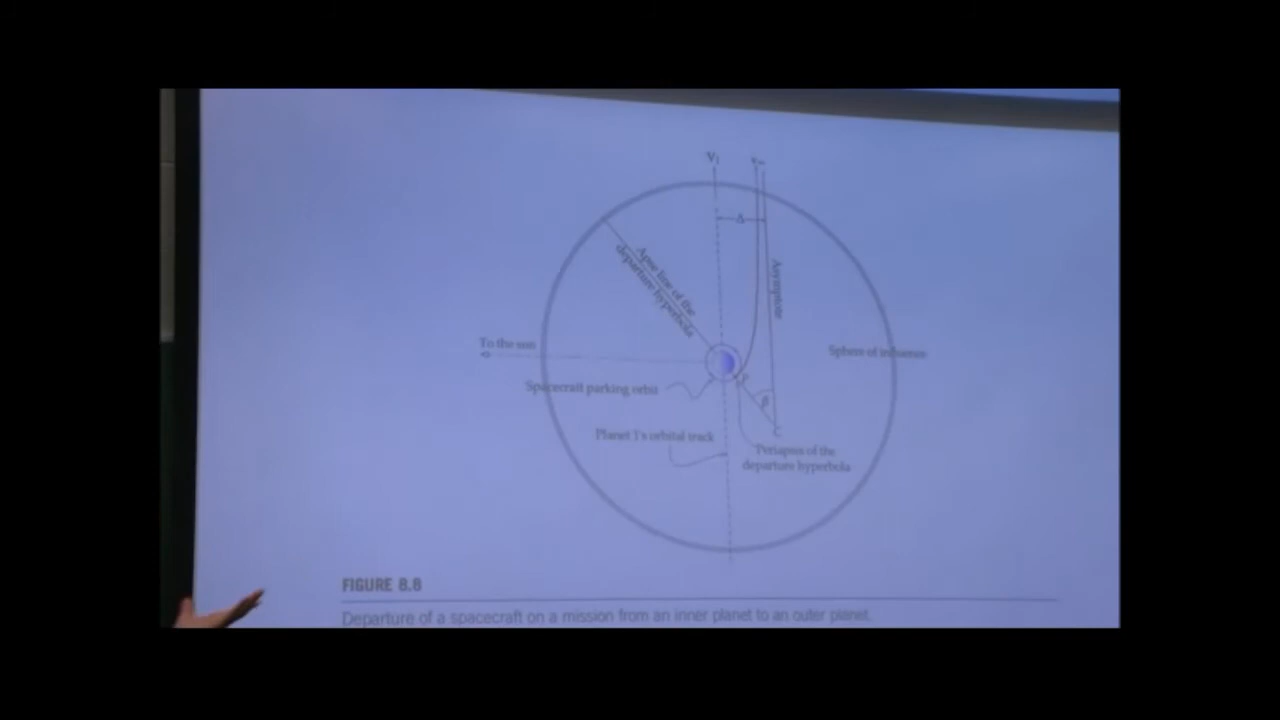 V₁ v∞
Δ
Apse line of the
departure hyperbola
Asymptote
To the sun
Sphere of influence
P
Spacecraft parking orbit
β
C
Planet 1's orbital track
Periapsis of the
departure hyperbola
FIGURE 8.8
Departure of a spacecraft on a mission from an inner planet to an outer planet.